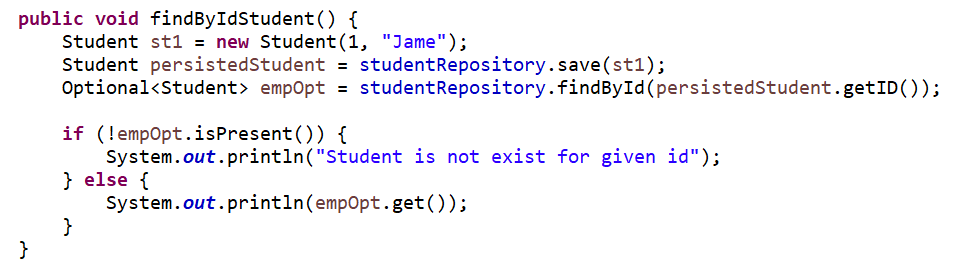 public void findByIdStudent() {
    Student st1 = new Student(1, "Jame");
    Student persistedStudent = studentRepository.save(st1);
    Optional<Student> empOpt = studentRepository.findById(persistedStudent.getID());

    if (!empOpt.isPresent()) {
        System.out.println("Student is not exist for given id");
    } else {
        System.out.println(empOpt.get());
    }
}